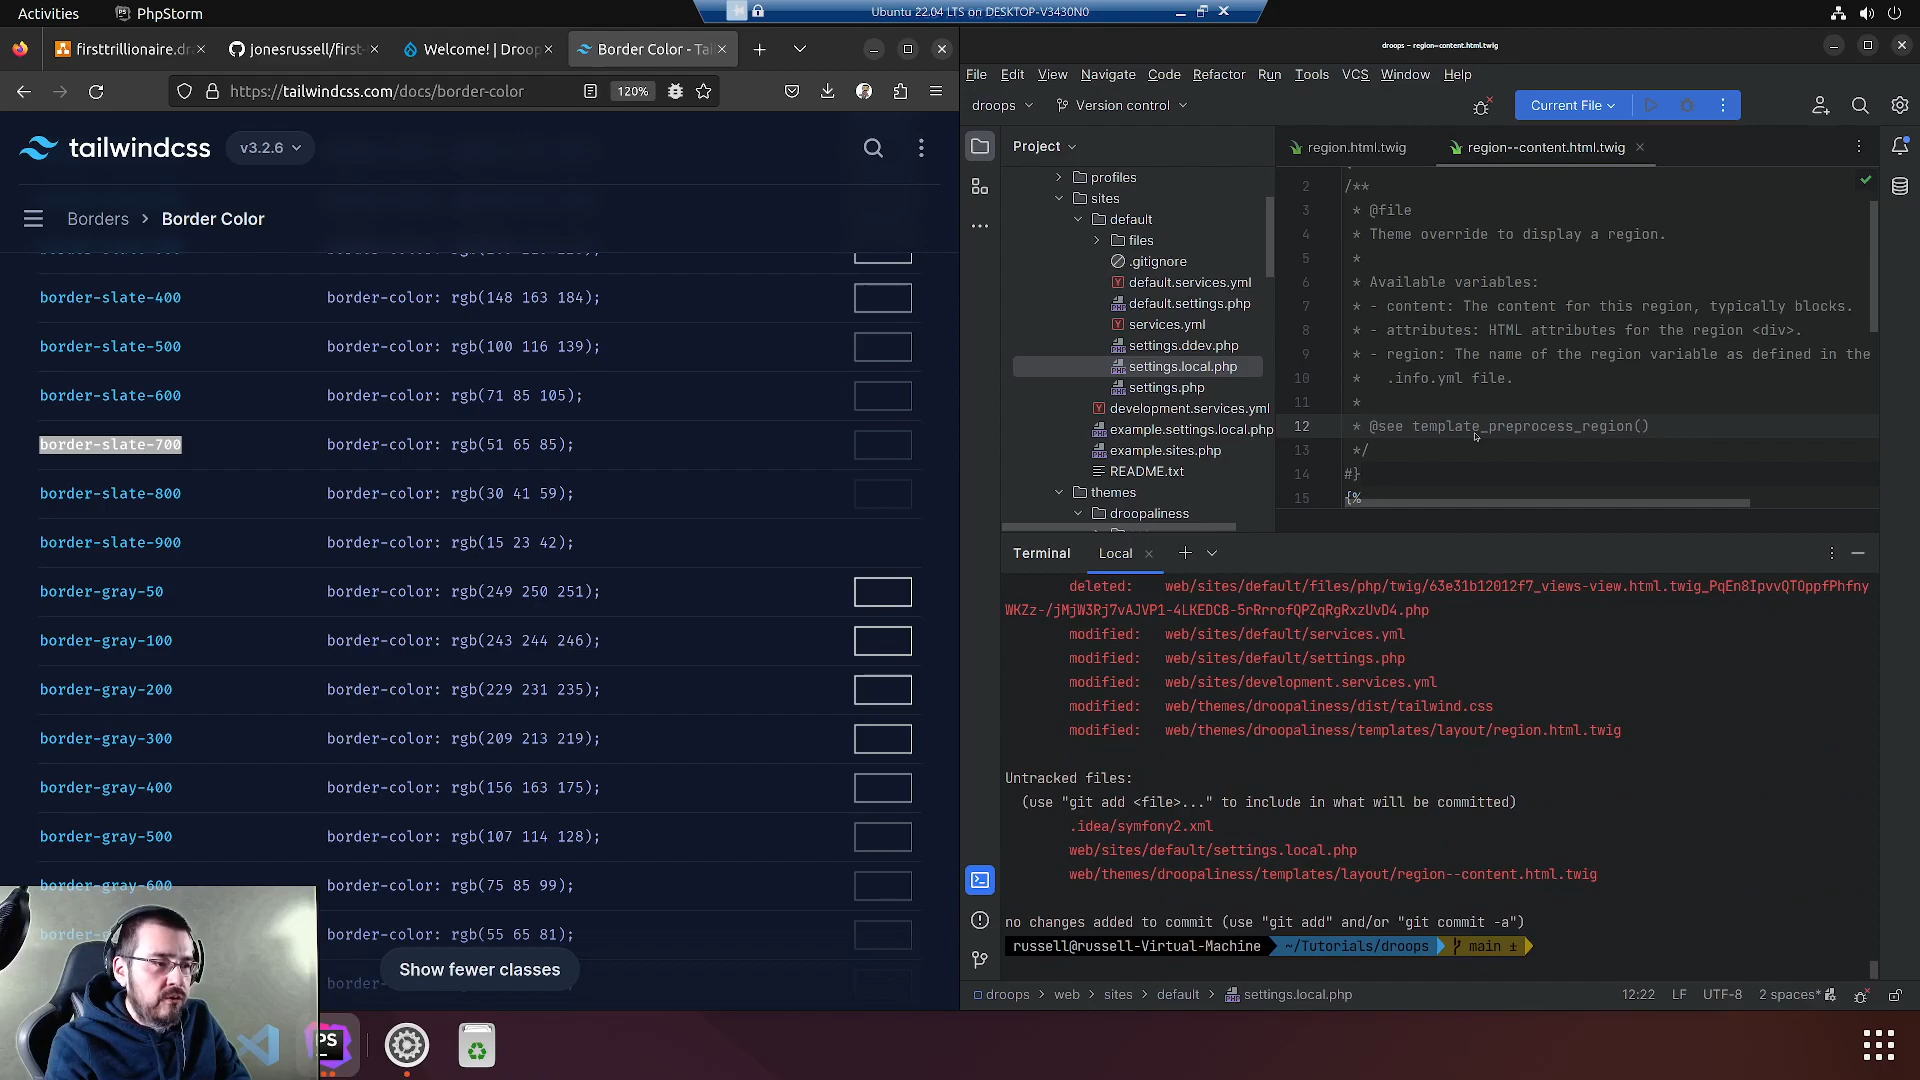 Activities
PhpStorm
Ubuntu 22.04 LTS on DESKTOP-V3430N0
firsttrillionaire.dr
jonesrussell/first-
Welcome! | Droop
Border Color - Tai
https://tailwindcss.com/docs/border-color
120%
tailwindcss
v3.2.6
Borders
Border Color
border-slate-400
border-color: rgb(148 163 184);
border-slate-500
border-color: rgb(100 116 139);
border-slate-600
border-color: rgb(71 85 105);
border-slate-700
border-color: rgb(51 65 85);
border-slate-800
border-color: rgb(30 41 59);
border-slate-900
border-color: rgb(15 23 42);
border-gray-50
border-color: rgb(249 250 251);
border-gray-100
border-color: rgb(243 244 246);
border-gray-200
border-color: rgb(229 231 235);
border-gray-300
border-color: rgb(209 213 219);
border-gray-400
border-color: rgb(156 163 175);
border-gray-500
border-color: rgb(107 114 128);
border-gray-600
border-color: rgb(75 85 99);
border-color: rgb(55 65 81);
Show fewer classes
droops – region--content.html.twig
File Edit View Navigate Code Refactor Run Tools VCS Window Help
droops
Version control
Current File
Project
profiles
sites
default
files
.gitignore
default.services.yml
default.settings.php
services.yml
settings.ddev.php
settings.local.php
settings.php
development.services.yml
example.settings.local.php
example.sites.php
README.txt
themes
droopaliness
region.html.twig
region--content.html.twig
2 /**
3 * @file
4 * Theme override to display a region.
5 *
6 * Available variables:
7 * - content: The content for this region, typically blocks.
8 * - attributes: HTML attributes for the region <div>.
9 * - region: The name of the region variable as defined in the
10 *   .info.yml file.
11 *
12 * @see template_preprocess_region()
13 */
14 #}
15 {%
Terminal
Local
deleted: web/sites/default/files/php/twig/63e31b12012f7_views-view.html.twig_PqEn8IpvvQTOppfPhfny
WKZz-/jMjW3Rj7vAJVP1-4LKEDCB-5rRrrofQPZqRgRxzUvD4.php
modified: web/sites/default/services.yml
modified: web/sites/default/settings.php
modified: web/sites/development.services.yml
modified: web/themes/droopaliness/dist/tailwind.css
modified: web/themes/droopaliness/templates/layout/region.html.twig
Untracked files:
(use "git add <file>..." to include in what will be committed)
.idea/symfony2.xml
web/sites/default/settings.local.php
web/themes/droopaliness/templates/layout/region--content.html.twig
no changes added to commit (use "git add" and/or "git commit -a")
russell@russell-Virtual-Machine ~/Tutorials/droops main ±
droops > web > sites > default > settings.local.php
12:22 LF UTF-8 2 spaces*
PS